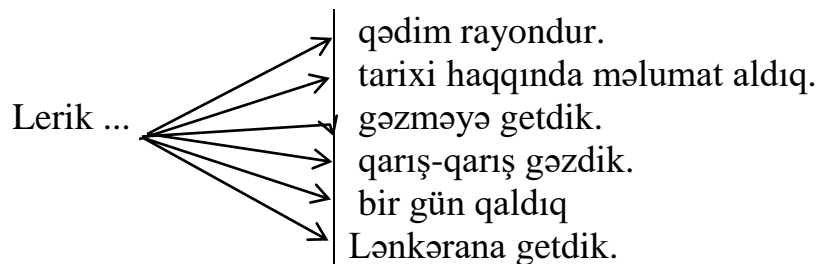 qədim rayondur.
tarixi haqqında məlumat aldıq.
Lerik ... gəzməyə getdik.
qarış-qarış gəzdik.
bir gün qaldıq
Lənkərana getdik.